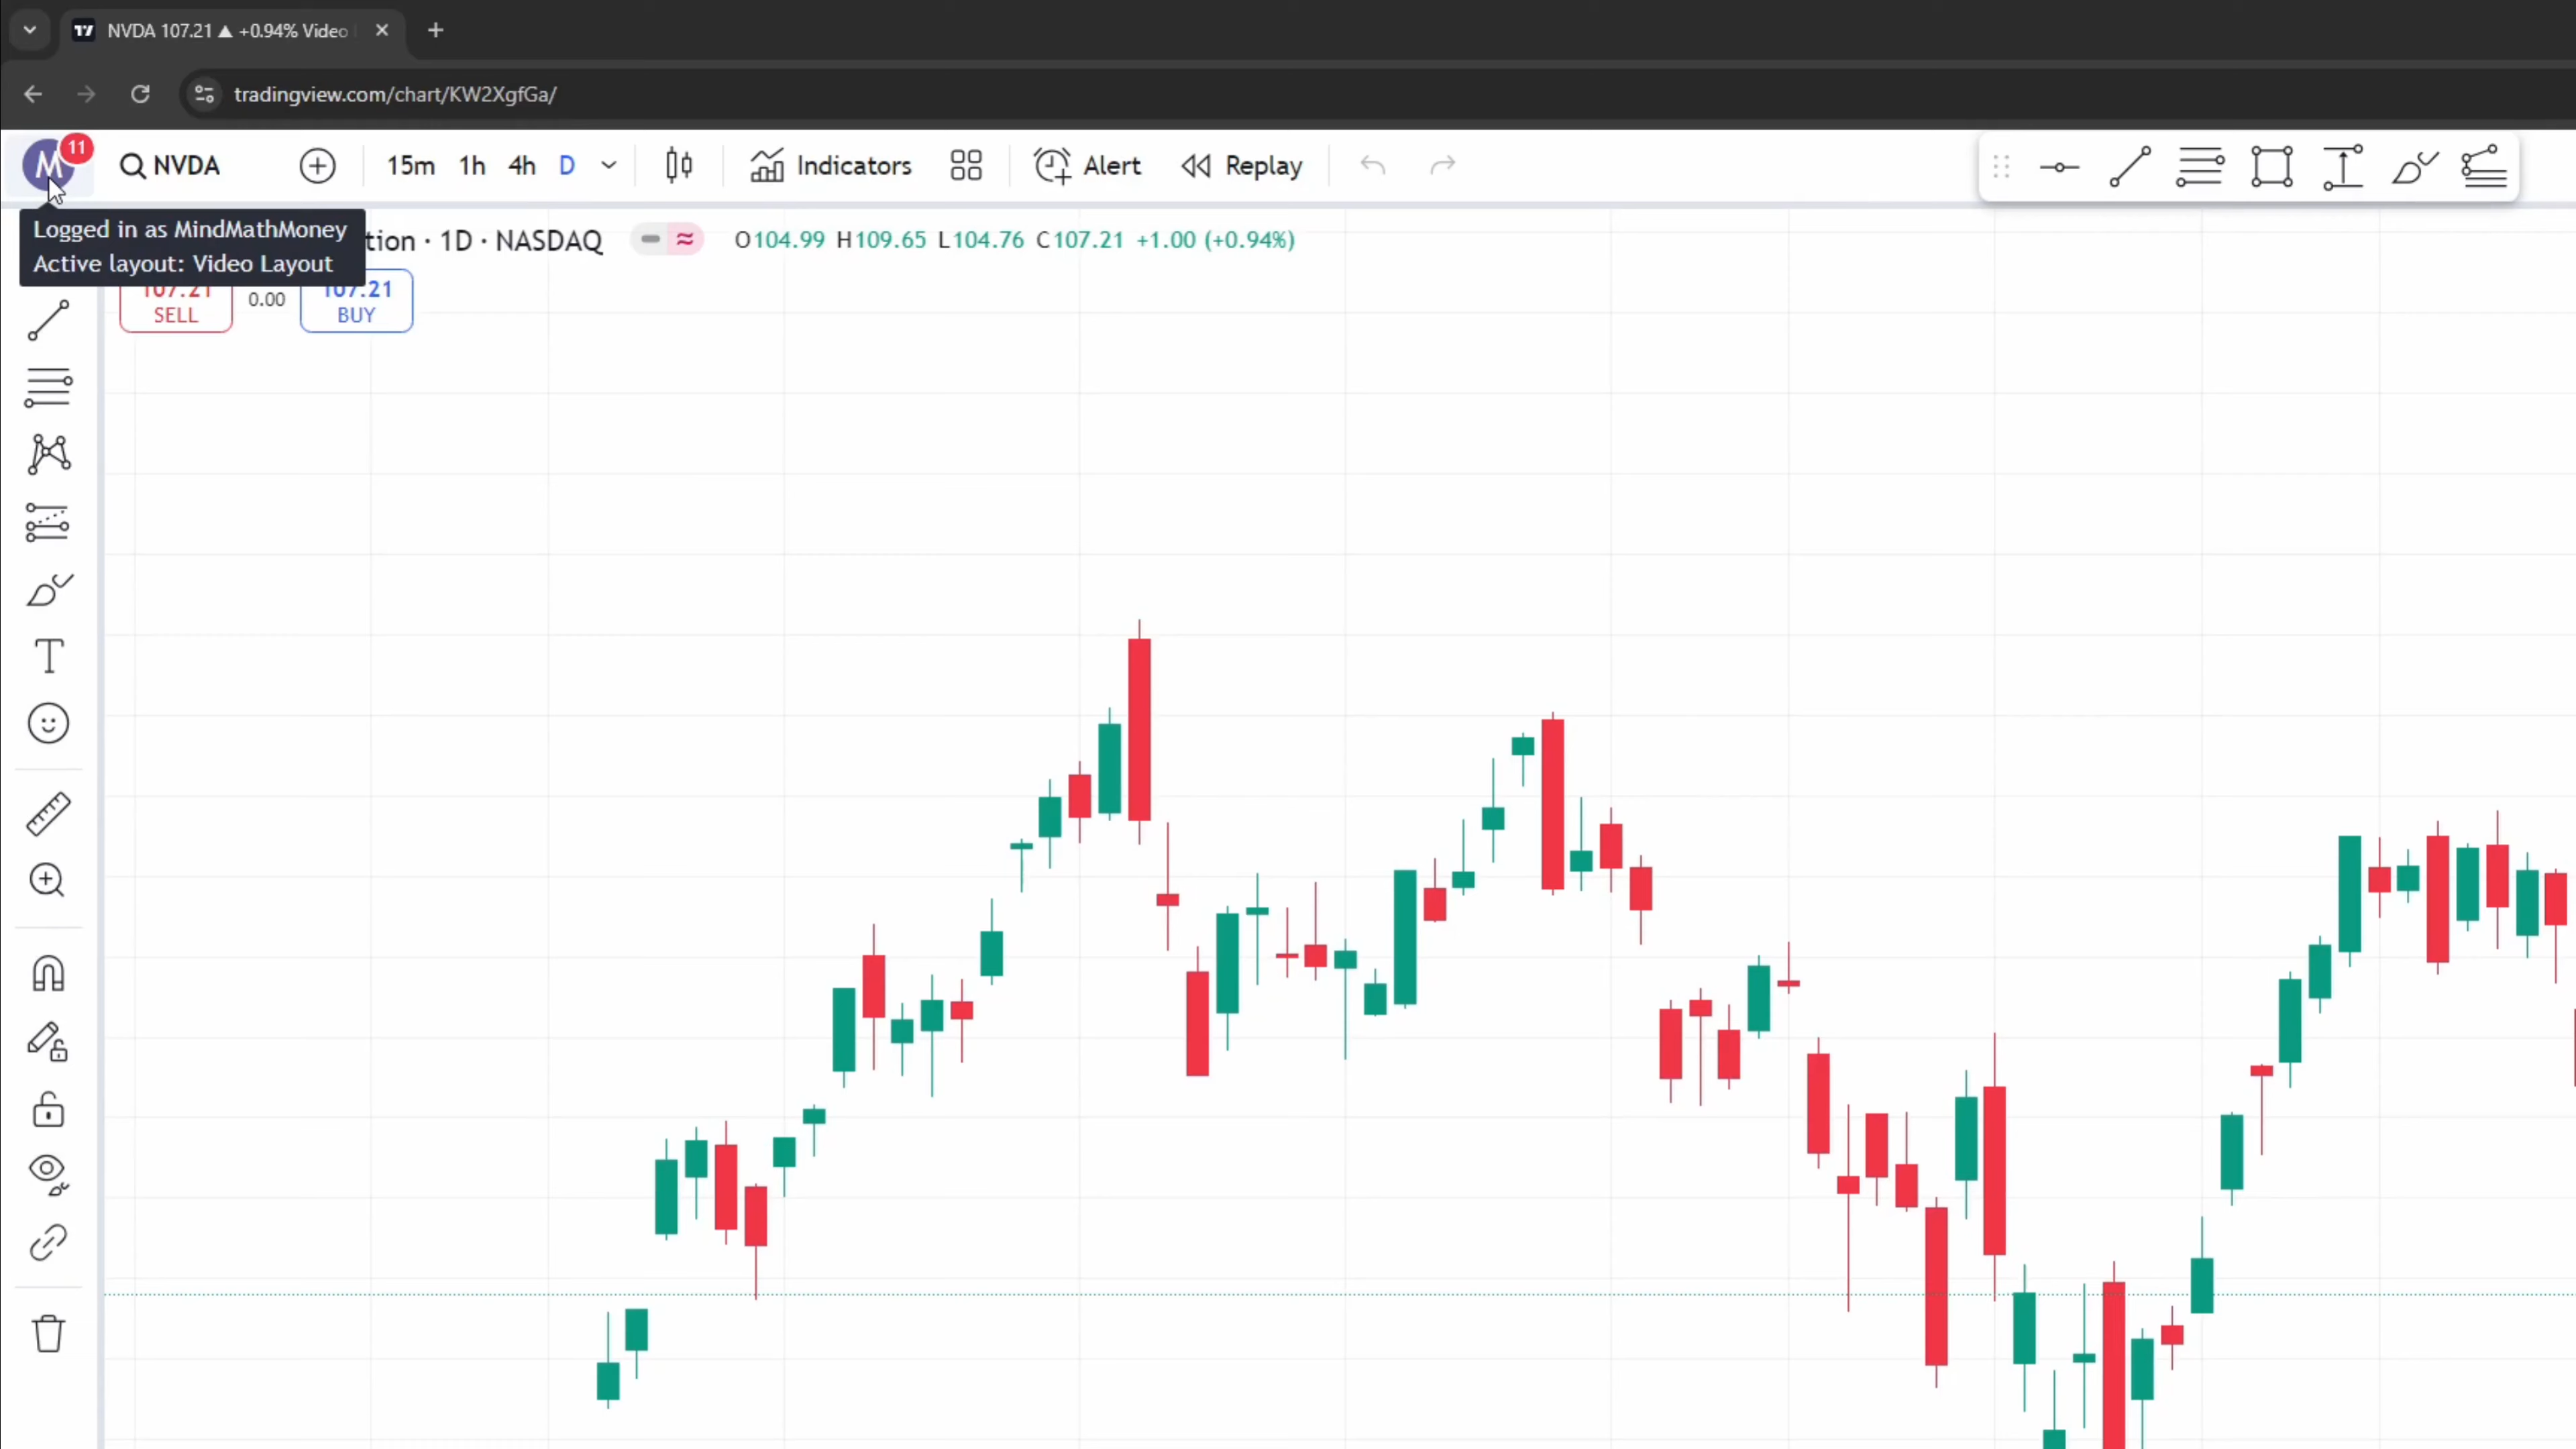 NVDA 107.21 ▲ +0.94% Video
tradingview.com/chart/KW2XgfGa/
M 11 NVDA 15m 1h 4h D Indicators Alert Replay
Logged in as MindMathMoney
Active layout: Video Layout
tion · 1D · NASDAQ O104.99 H109.65 L104.76 C107.21 +1.00 (+0.94%)
107.21 0.00 107.21
SELL BUY